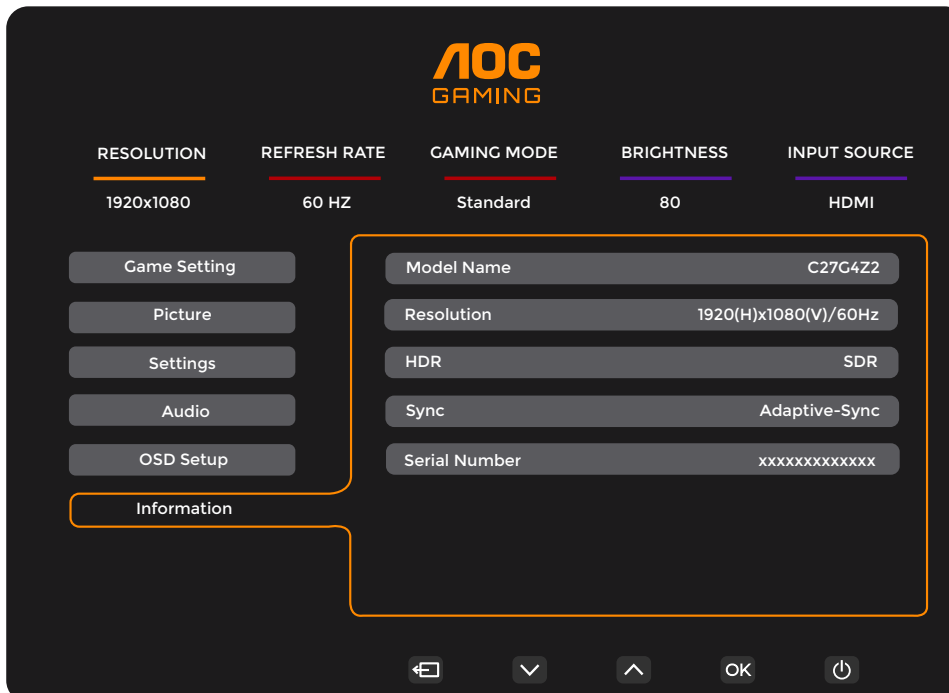 AOC
GAMING
RESOLUTION REFRESH RATE GAMING MODE BRIGHTNESS INPUT SOURCE
1920x1080 60 HZ Standard 80 HDMI
Game Setting Model Name C27G4Z2
Picture Resolution 1920(H)x1080(V)/60Hz
Settings HDR SDR
Audio Sync Adaptive-Sync
OSD Setup Serial Number xxxxxxxxxxxxx
Information
OK